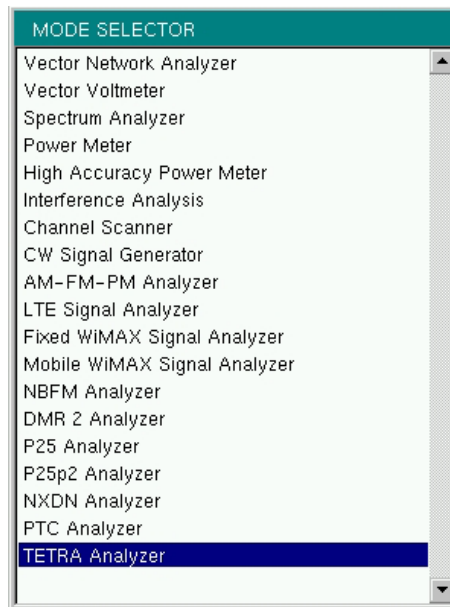 MODE SELECTOR
Vector Network Analyzer
Vector Voltmeter
Spectrum Analyzer
Power Meter
High Accuracy Power Meter
Interference Analysis
Channel Scanner
CW Signal Generator
AM-FM-PM Analyzer
LTE Signal Analyzer
Fixed WiMAX Signal Analyzer
Mobile WiMAX Signal Analyzer
NBFM Analyzer
DMR 2 Analyzer
P25 Analyzer
P25p2 Analyzer
NXDN Analyzer
PTC Analyzer
TETRA Analyzer